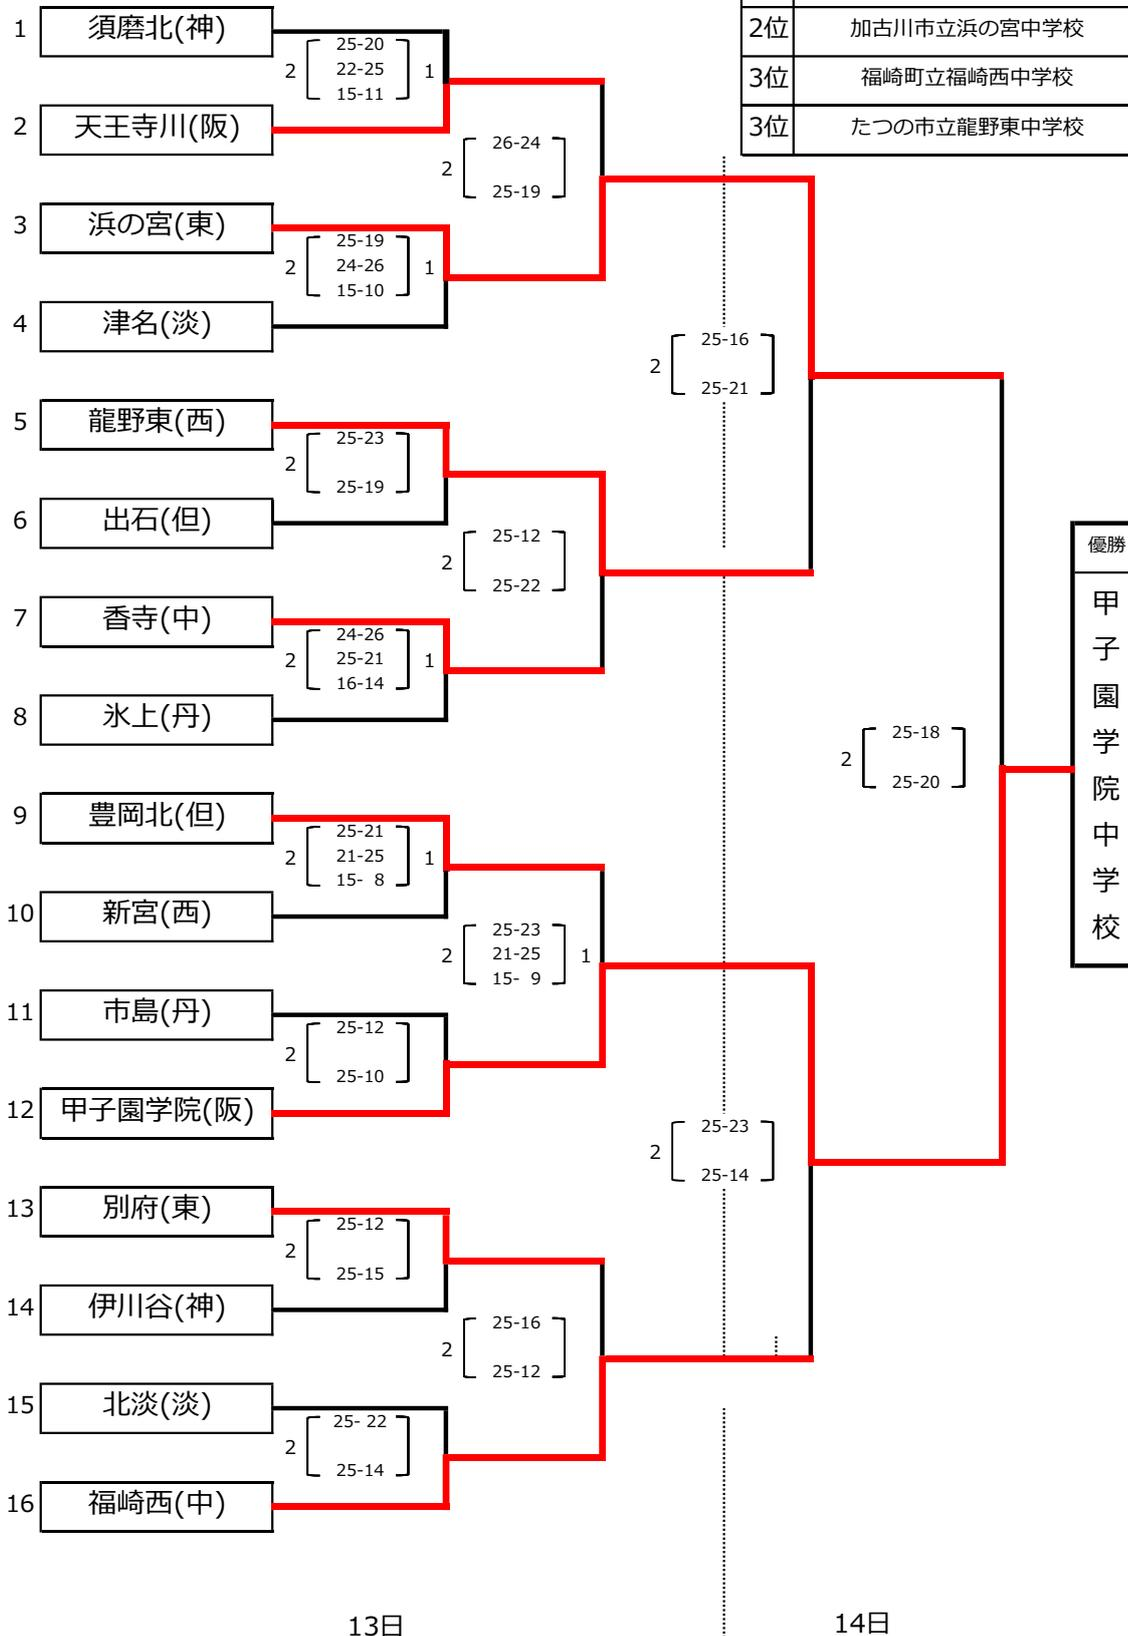 2位 加古川市立浜の宮中学校
3位 福崎町立福崎西中学校
3位 たつの市立龍野東中学校
1 須磨北(神)
25-20
2 22-25 1
15-11
2 天王寺川(阪)
26-24
2
25-19
3 浜の宮(東)
25-19
2 24-26 1
15-10
4 津名(淡)
25-16
2
25-21
5 龍野東(西)
25-23
2
25-19
6 出石(但)
25-12
2
25-22
7 香寺(中)
24-26
2 25-21 1
16-14
8 氷上(丹)
25-18
2
25-20
優勝
甲子園学院中学校
9 豊岡北(但)
25-21
2 21-25 1
15- 8
10 新宮(西)
25-23
2 21-25 1
15- 9
11 市島(丹)
25-12
2
25-10
12 甲子園学院(阪)
25-23
2
25-14
13 別府(東)
25-12
2
25-15
14 伊川谷(神)
25-16
2
25-12
15 北淡(淡)
25- 22
2
25-14
16 福崎西(中)
13日 14日